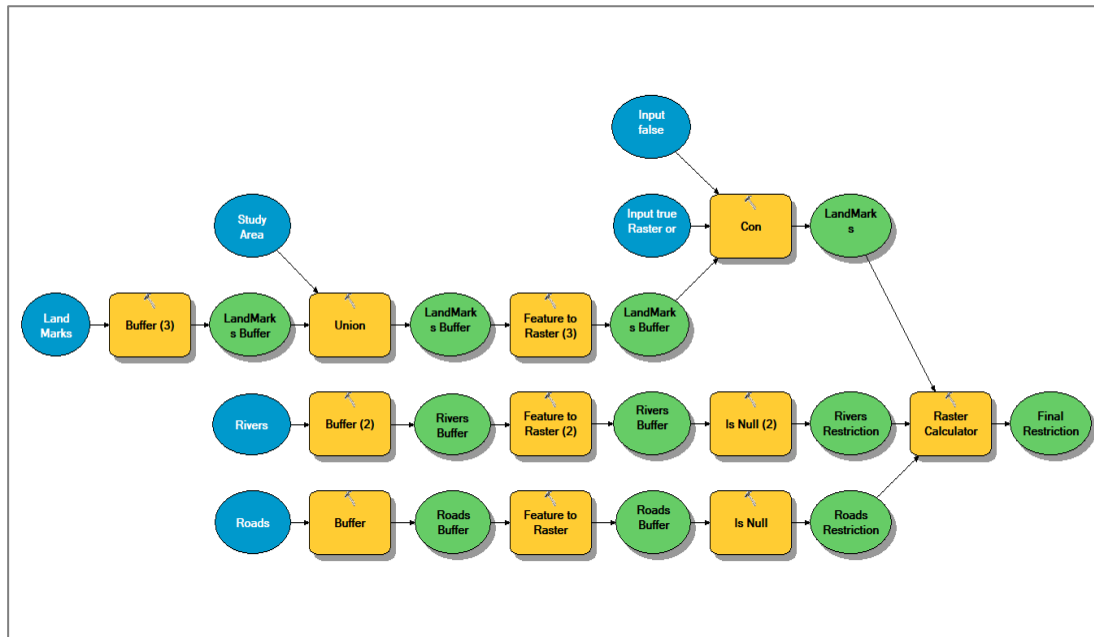 Input
false
Study
Area
Input true
Raster or
Con
LandMark
s
Land
Marks
Buffer (3)
LandMark
s Buffer
Union
LandMark
s Buffer
Feature to
Raster (3)
LandMark
s Buffer
Rivers
Buffer (2)
Rivers
Buffer
Feature to
Raster (2)
Rivers
Buffer
Is Null (2)
Rivers
Restriction
Raster
Calculator
Final
Restriction
Roads
Buffer
Roads
Buffer
Feature to
Raster
Roads
Buffer
Is Null
Roads
Restriction